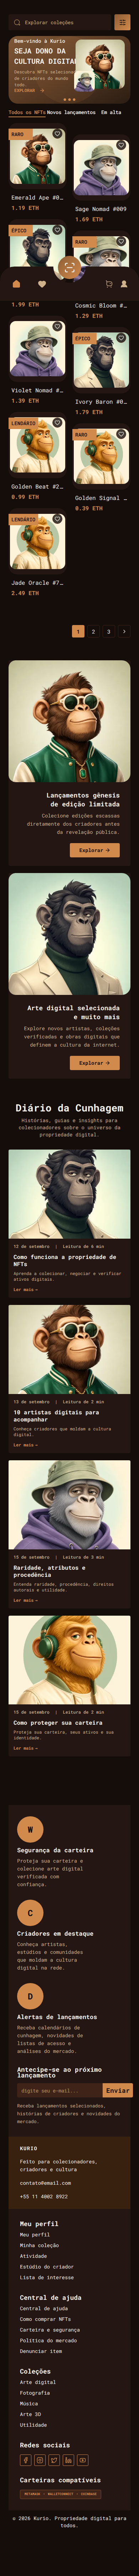 Explorar coleções
Bem-vindo à Kurio
SEJA DONO DA
CULTURA DIGITAL
Descubra NFTs selecionados
de criadores de todo o mundo
EXPLORAR →
Todos os NFTs
Novos lançamentos
Em alta
RARO
Emerald Ape #0…
1.19 ETH
Sage Nomad #009
1.69 ETH
ÉPICO
1.99 ETH
RARO
Cosmic Bloom #…
1.29 ETH
Violet Nomad #…
1.39 ETH
ÉPICO
Ivory Baron #0…
1.79 ETH
LENDÁRIO
Golden Beat #2…
0.99 ETH
RARO
Golden Signal …
0.39 ETH
LENDÁRIO
Jade Oracle #7…
2.49 ETH
1
2
3
Lançamentos gênesis
de edição limitada
Colecione edições escassas
diretamente dos criadores antes
da revelação pública.
Explorar →
Arte digital selecionada
e muito mais
Explore novos artistas, coleções
verificadas e obras digitais que
definem a cultura da internet.
Explorar →
Diário da Cunhagem
Histórias, guias e insights para
colecionadores sobre o universo da
propriedade digital.
12 de setembro | Leitura de 6 min
Como funciona a propriedade de
NFTs
Aprenda a colecionar, negociar e verificar
ativos digitais.
Ler mais
13 de setembro | Leitura de 2 min
10 artistas digitais para
acompanhar
Conheça criadores que moldam a cultura
digital.
Ler mais
15 de setembro | Leitura de 3 min
Raridade, atributos e
procedência
Entenda raridade, procedência, direitos
autorais e utilidade.
Ler mais
15 de setembro | Leitura de 2 min
Como proteger sua carteira
Proteja sua carteira, seus ativos e sua
identidade.
Ler mais
W
Segurança da carteira
Proteja sua carteira e
colecione arte digital
verificada com
confiança.
C
Criadores em destaque
Conheça artistas,
estúdios e comunidades
que moldam a cultura
digital na rede.
D
Alertas de lançamentos
Receba calendários de
cunhagem, novidades de
listas de acesso e
análises do mercado.
Antecipe-se ao próximo
lançamento
digite seu e-mail...
Enviar
Receba lançamentos selecionados,
histórias de criadores e novidades do
mercado.
KURIO
Feito para colecionadores,
criadores e cultura
contato@email.com
+55 11 4002 8922
Meu perfil
Meu perfil
Minha coleção
Atividade
Estúdio do criador
Lista de interesse
Central de ajuda
Central de ajuda
Como comprar NFTs
Carteira e segurança
Política do mercado
Denunciar item
Coleções
Arte digital
Fotografia
Música
Arte 3D
Utilidade
Redes sociais
Carteiras compatíveis
METAMASK · WALLETCONNECT · COINBASE
© 2026 Kurio. Propriedade digital para
todos.